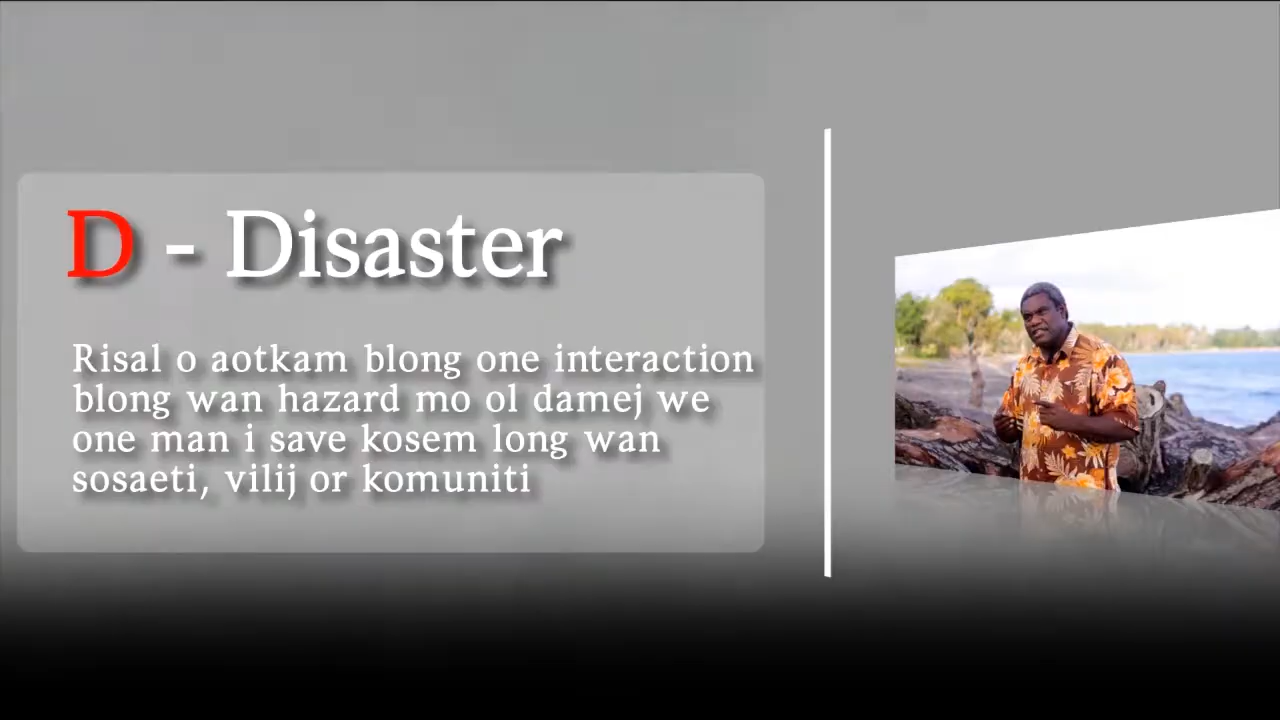 D - Disaster
Risal o aotkam blong one interaction
blong wan hazard mo ol damej we
one man i save kosem long wan
sosaeti, vilij or komuniti